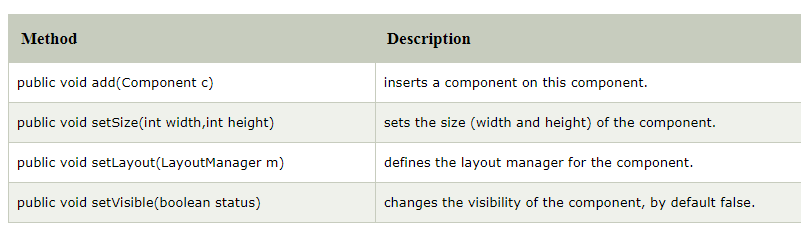 Method Description
public void add(Component c) inserts a component on this component.
public void setSize(int width,int height) sets the size (width and height) of the component.
public void setLayout(LayoutManager m) defines the layout manager for the component.
public void setVisible(boolean status) changes the visibility of the component, by default false.